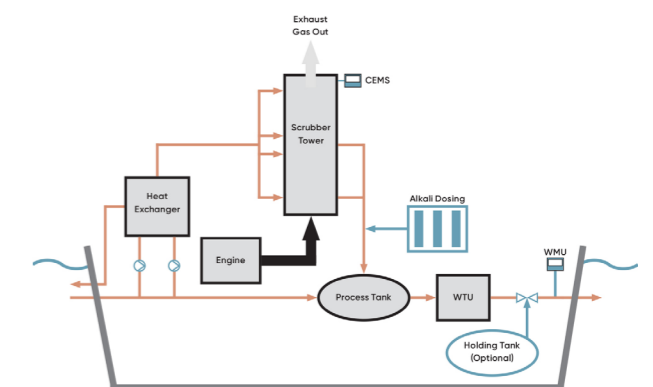 Exhaust
Gas Out
CEMS
Scrubber
Tower
Heat
Exchanger
Alkali Dosing
Engine
WMU
Process Tank
WTU
Holding Tank
(Optional)